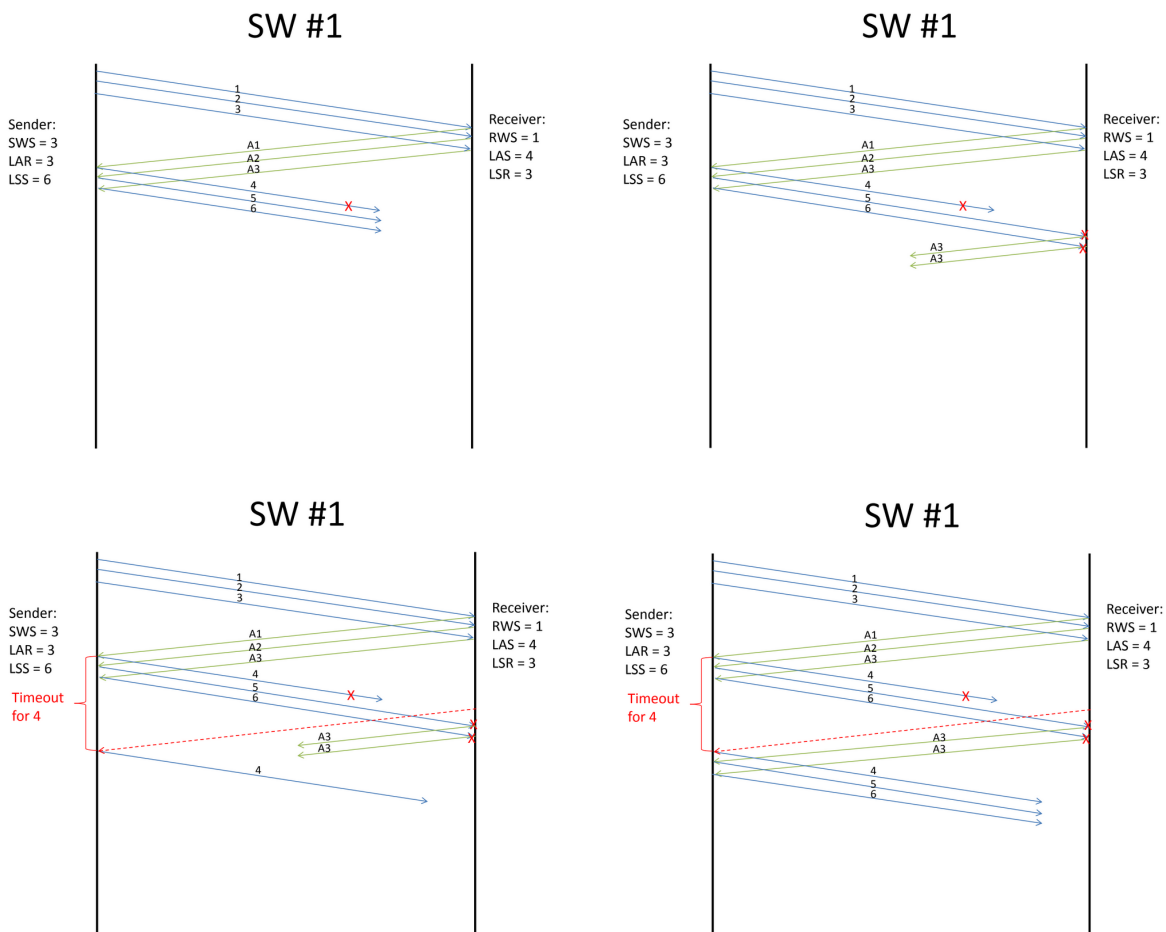 SW #1
Sender:
SWS = 3
LAR = 3
LSS = 6
1
2
3
A1
A2
A3
4
5
6
X
Receiver:
RWS = 1
LAS = 4
LSR = 3
SW #1
Sender:
SWS = 3
LAR = 3
LSS = 6
1
2
3
A1
A2
A3
4
5
6
X
X
X
A3
A3
Receiver:
RWS = 1
LAS = 4
LSR = 3
SW #1
Sender:
SWS = 3
LAR = 3
LSS = 6
Timeout
for 4
1
2
3
A1
A2
A3
4
5
6
X
X
X
A3
A3
4
Receiver:
RWS = 1
LAS = 4
LSR = 3
SW #1
Sender:
SWS = 3
LAR = 3
LSS = 6
Timeout
for 4
1
2
3
A1
A2
A3
4
5
6
X
X
X
A3
A3
4
5
6
Receiver:
RWS = 1
LAS = 4
LSR = 3